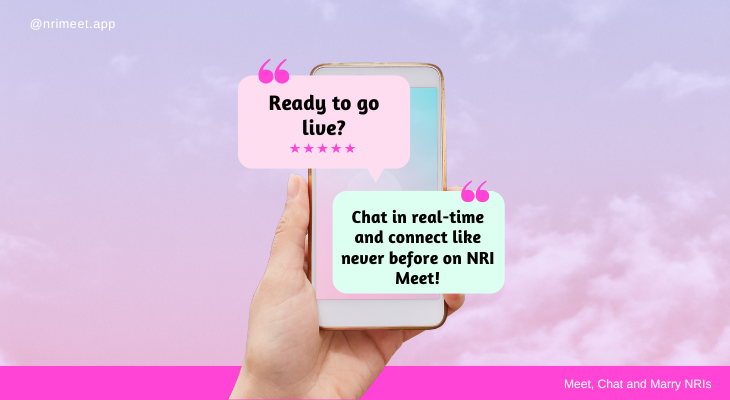 @nrimeet.app
Ready to go
live?
Chat in real-time
and connect like
never before on NRI
Meet!
Meet, Chat and Marry NRIs